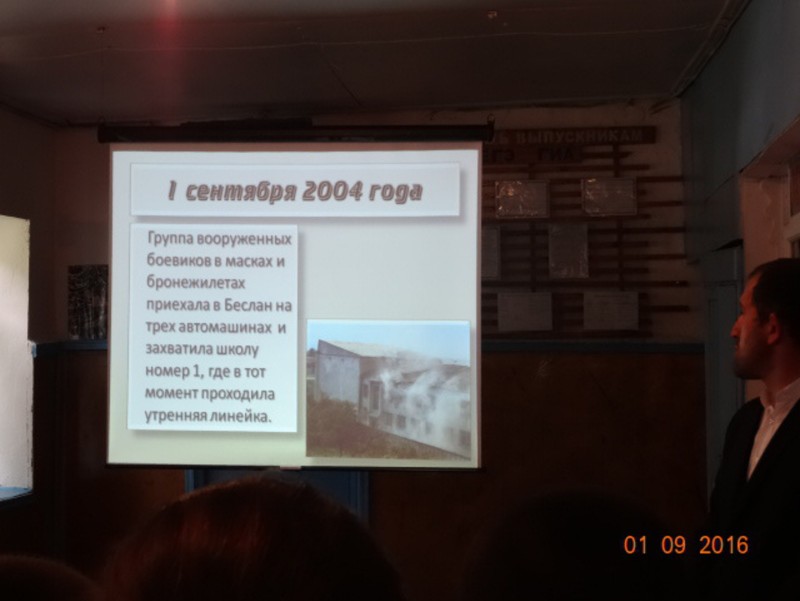 1 сентября 2004 года
Группа вооруженных
боевиков в масках и
бронежилетах
приехала в Беслан на
трех автомашинах и
захватила школу
номер 1, где в тот
момент проходила
утренняя линейка.
ВЫПУСКНИКАМ
01 09 2016